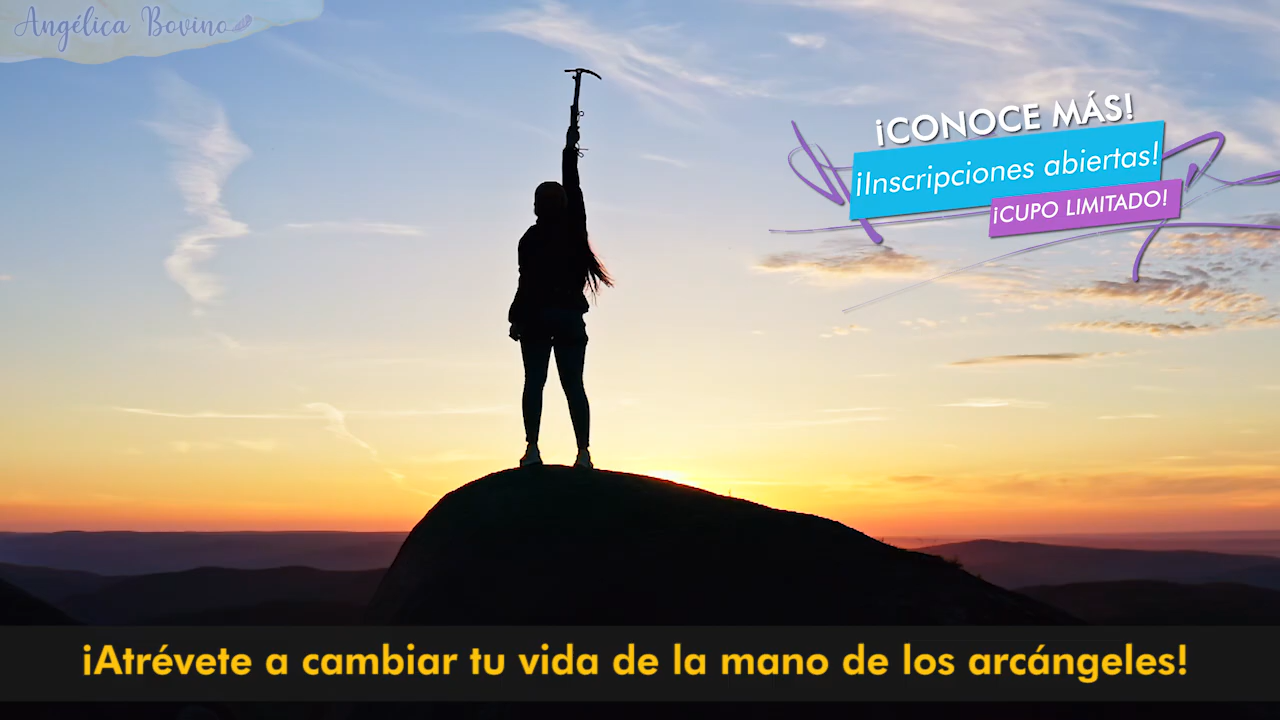 Angélica Bovino
¡CONOCE MÁS!
¡Inscripciones abiertas!
¡CUPO LIMITADO!
¡Atrévete a cambiar tu vida de la mano de los arcángeles!